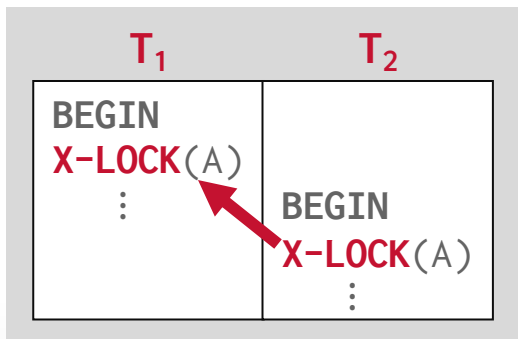 T₁
T₂
BEGIN
X-LOCK(A)
⋮
BEGIN
X-LOCK(A)
⋮